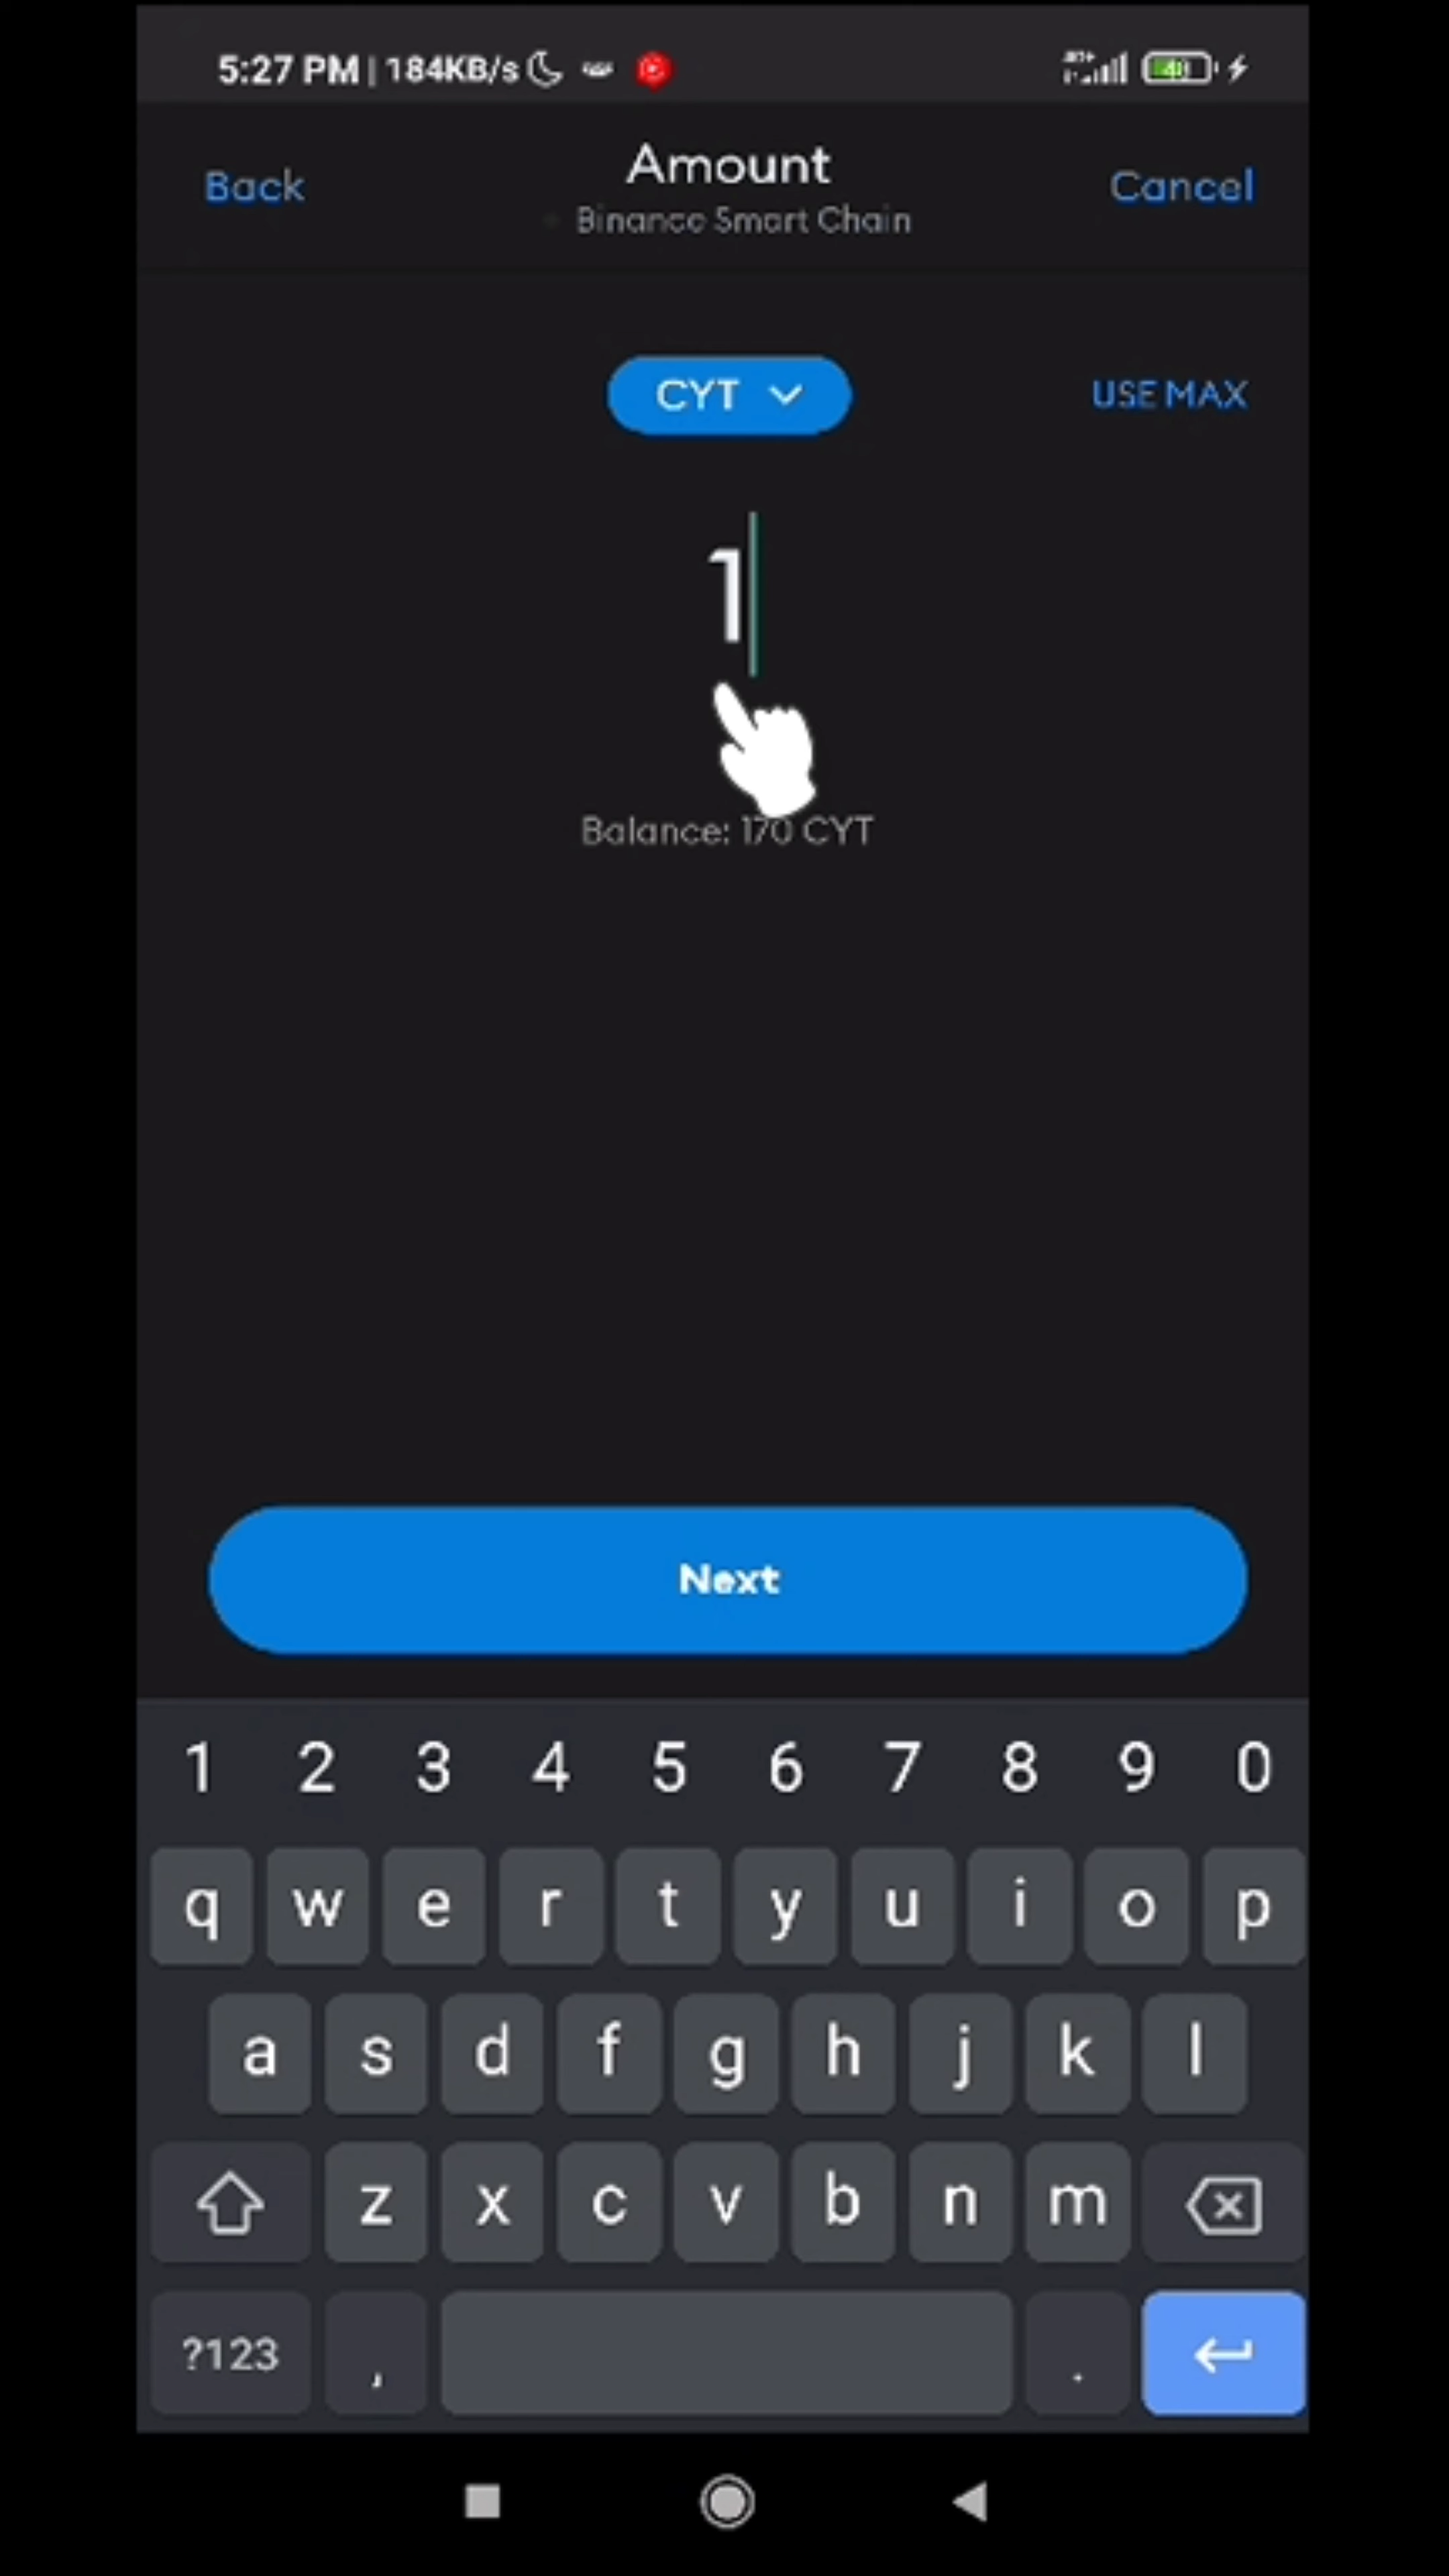 5:27 PM | 184KB/s
Back
Amount
Cancel
Binance Smart Chain
CYT
USE MAX
1
Balance: 170 CYT
Next
1 2 3 4 5 6 7 8 9 0
q w e r t y u i o p
a s d f g h j k l
z x c v b n m
?123 , .